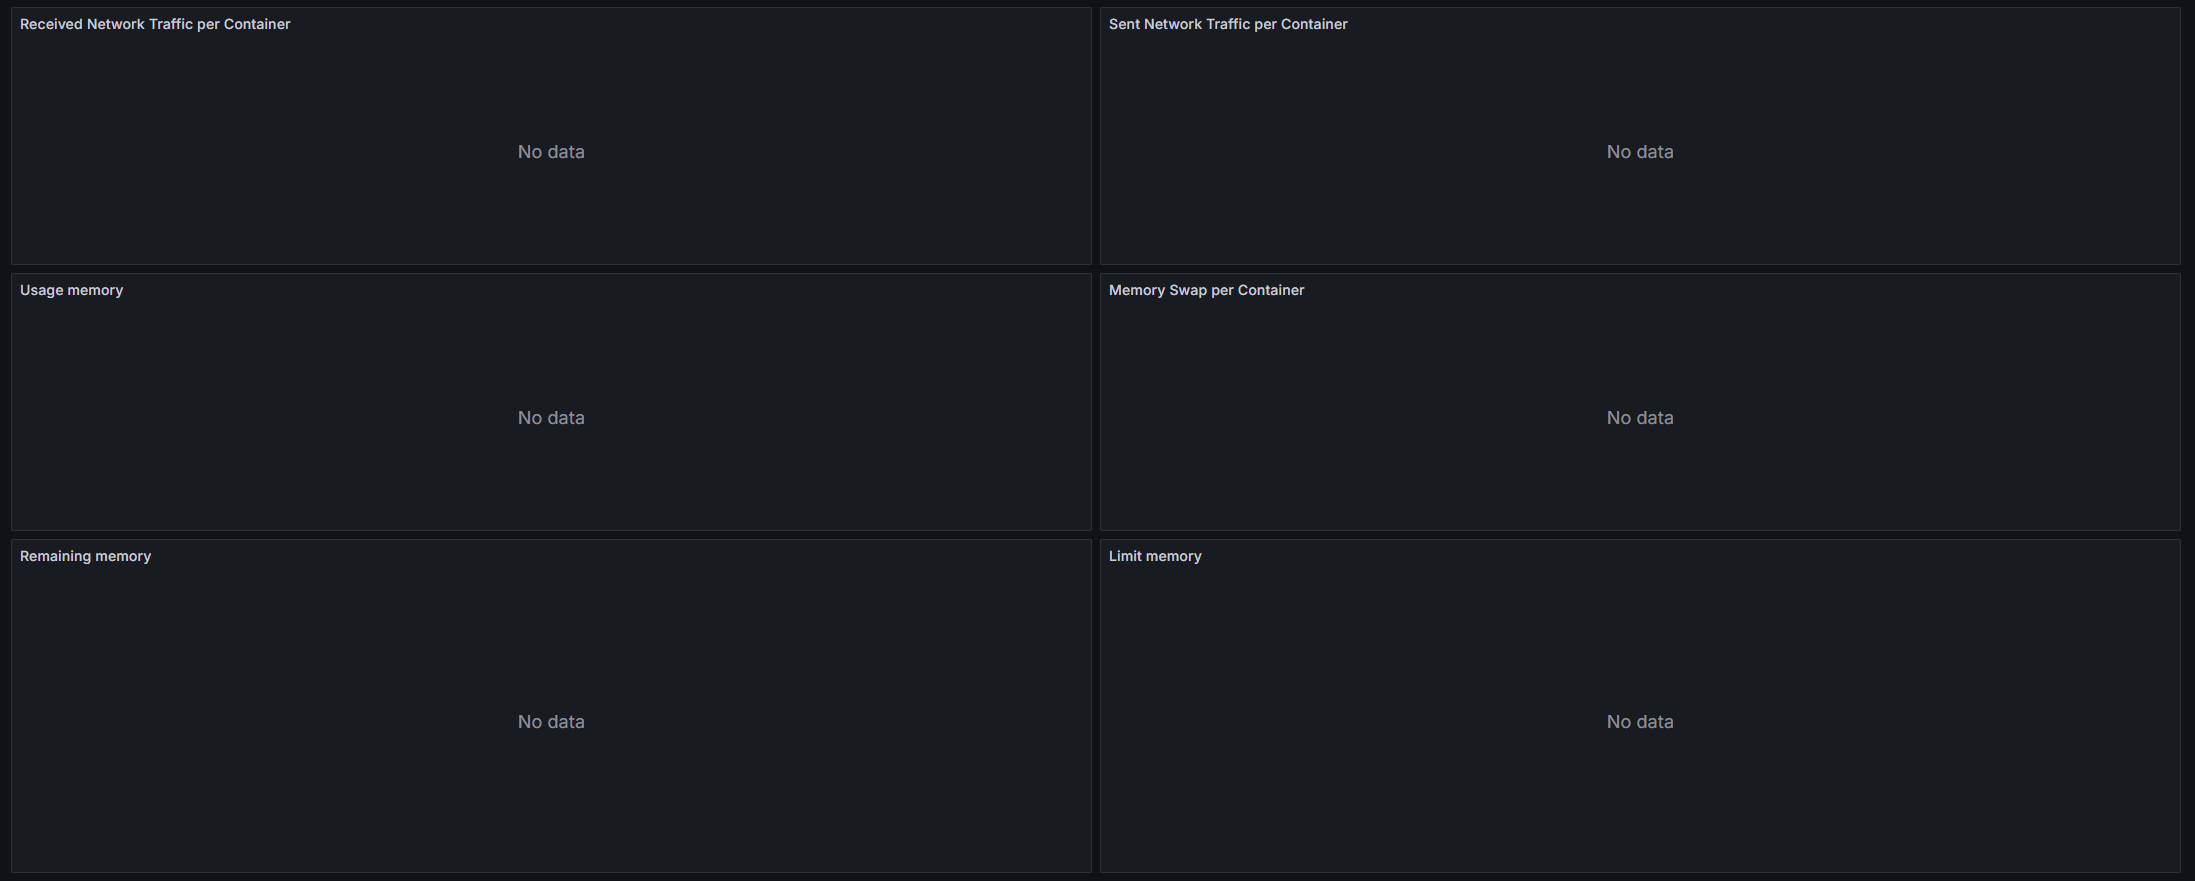 Received Network Traffic per Container
Sent Network Traffic per Container
No data
No data
Usage memory
Memory Swap per Container
No data
No data
Remaining memory
Limit memory
No data
No data